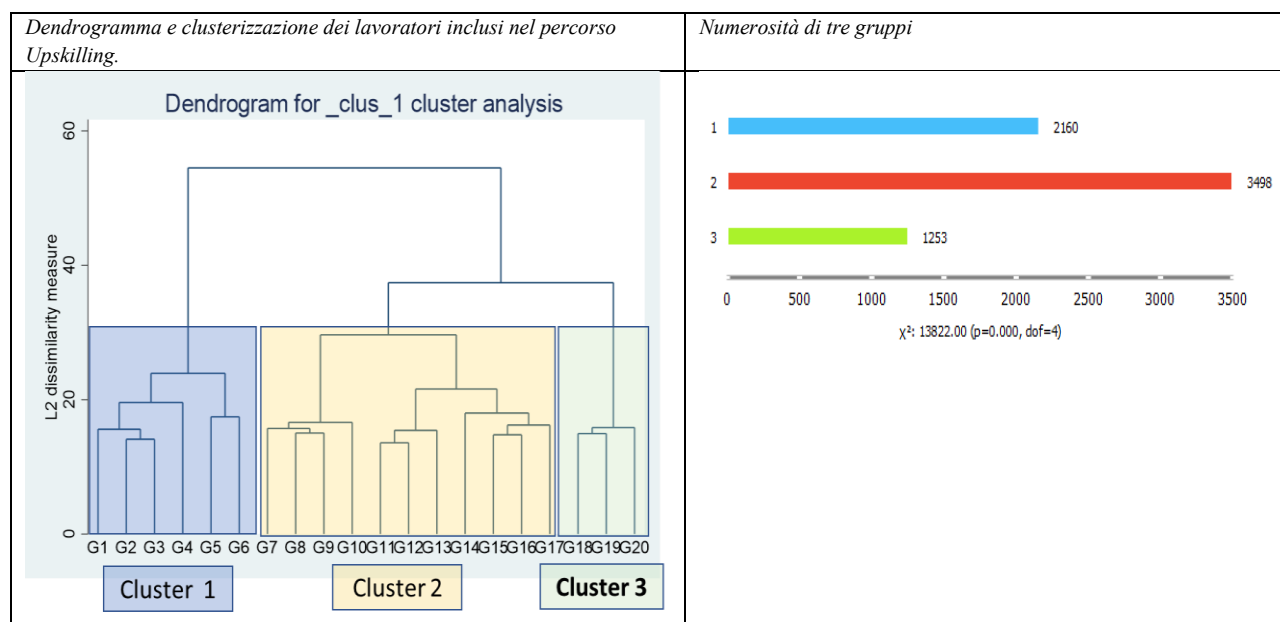 Dendrogramma e clusterizzazione dei lavoratori inclusi nel percorso
Upskilling.
Numerosità di tre gruppi
Dendrogram for _clus_1 cluster analysis
L2 dissimilarity measure
60
40
20
0
G1 G2 G3 G4 G5 G6 G7 G8 G9 G10 G11 G12 G13 G14 G15 G16 G17 G18 G19 G20
Cluster 1
Cluster 2
Cluster 3
1 2160
2 3498
3 1253
0 500 1000 1500 2000 2500 3000 3500
χ²: 13822.00 (p=0.000, dof=4)